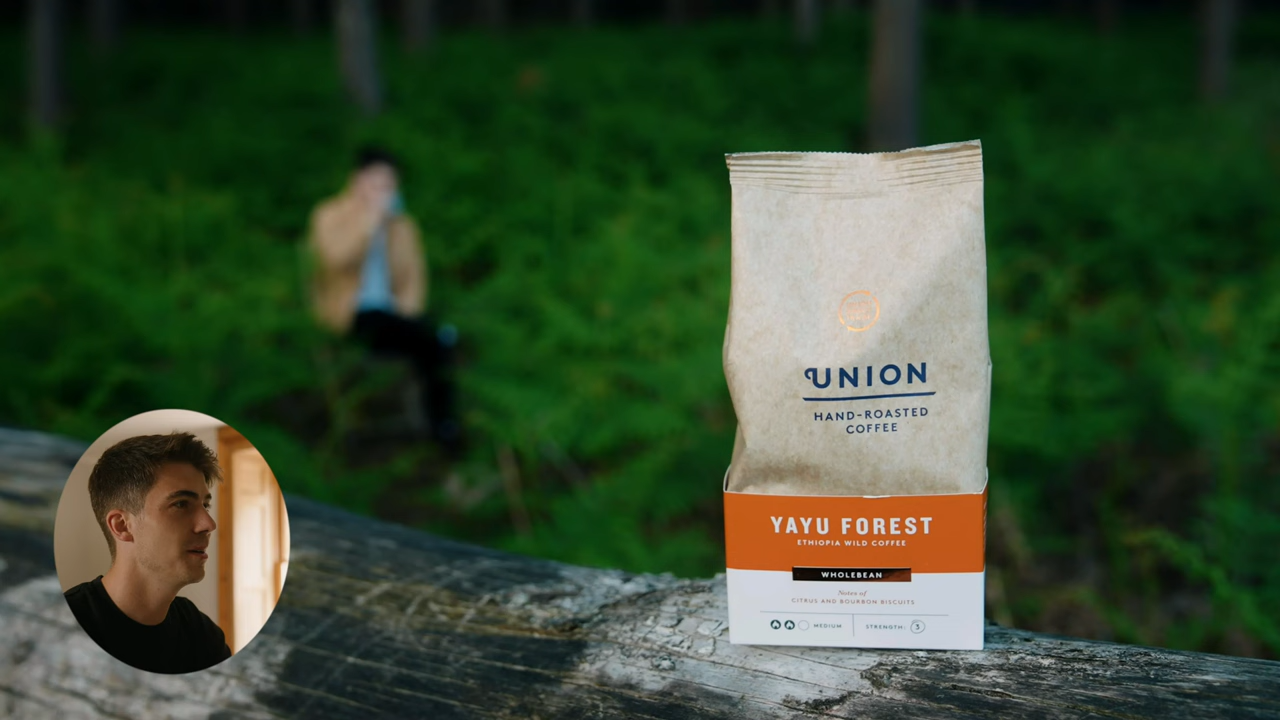 UNION
HAND-ROASTED
COFFEE
YAYU FOREST
ETHIOPIA WILD COFFEE
WHOLEBEAN
Notes of
CITRUS AND BOURBON BISCUITS
MEDIUM
STRENGTH: 5